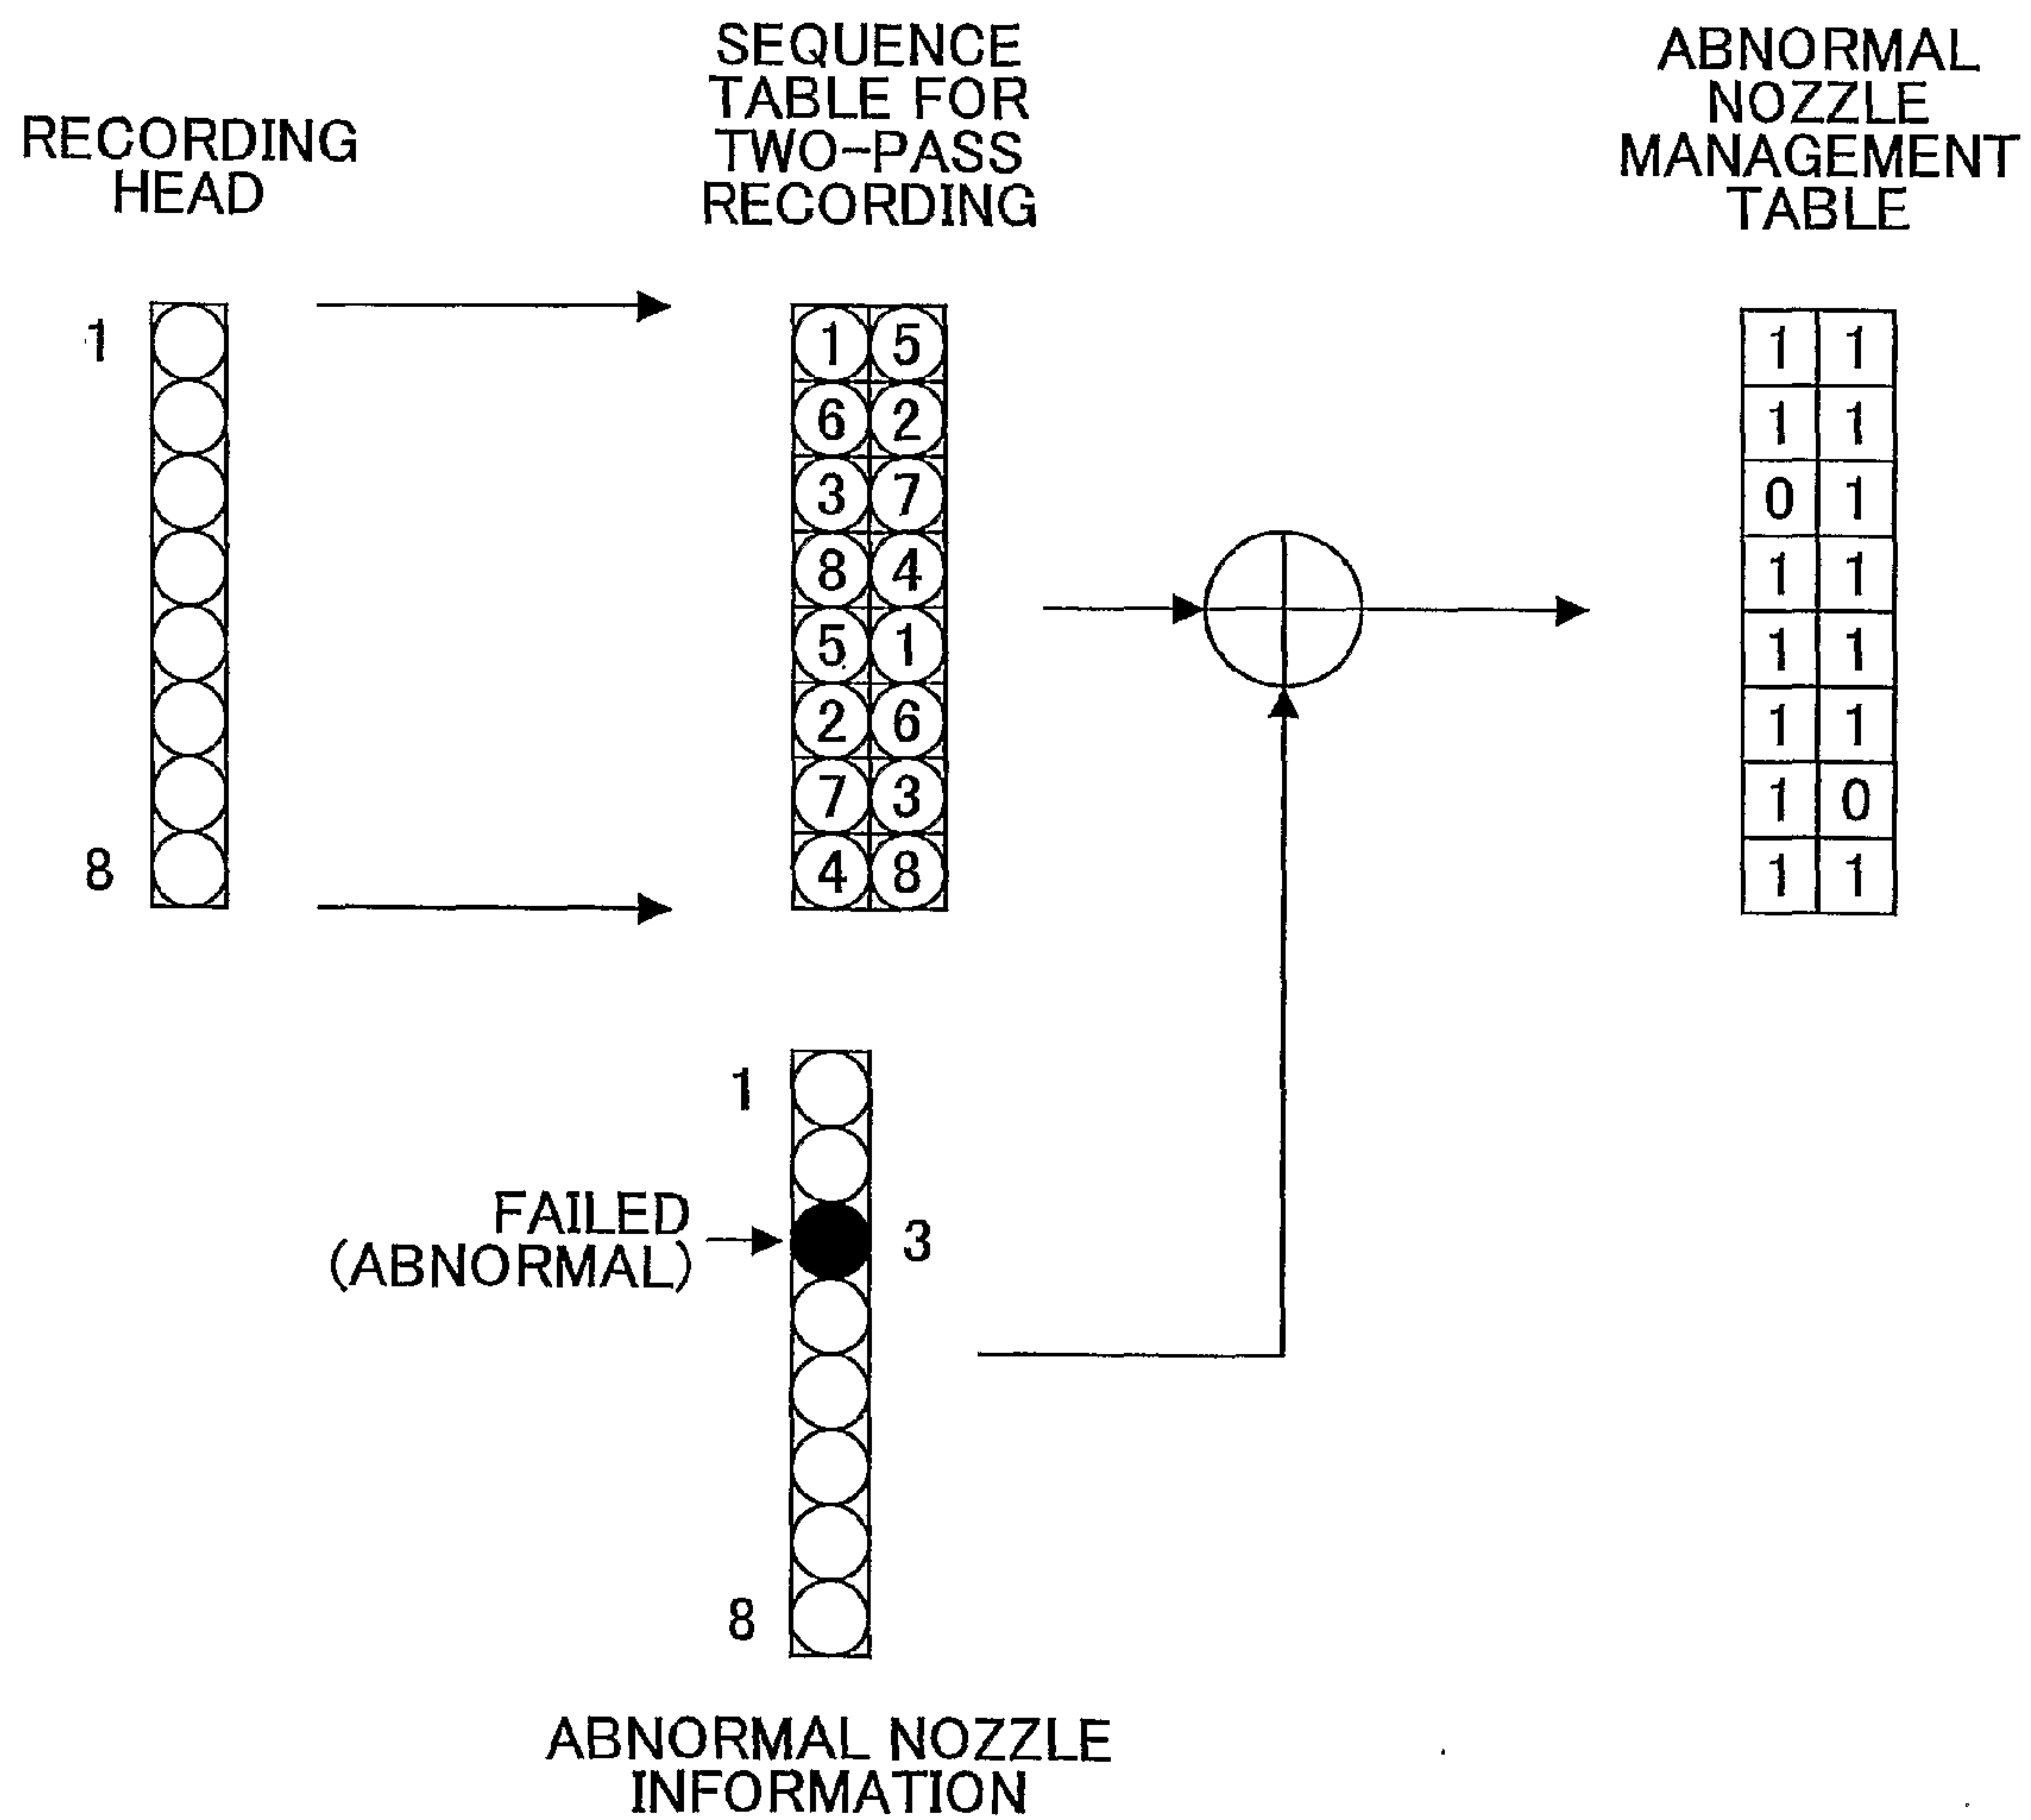 RECORDING
HEAD
SEQUENCE
TABLE FOR
TWO-PASS
RECORDING
ABNORMAL
NOZZLE
MANAGEMENT
TABLE
1
8
1 5
6 2
3 7
8 4
5 1
2 6
7 3
4 8
1 1
1 1
0 1
1 1
1 1
1 1
1 0
1 1
1
FAILED
(ABNORMAL)
3
8
ABNORMAL NOZZLE
INFORMATION